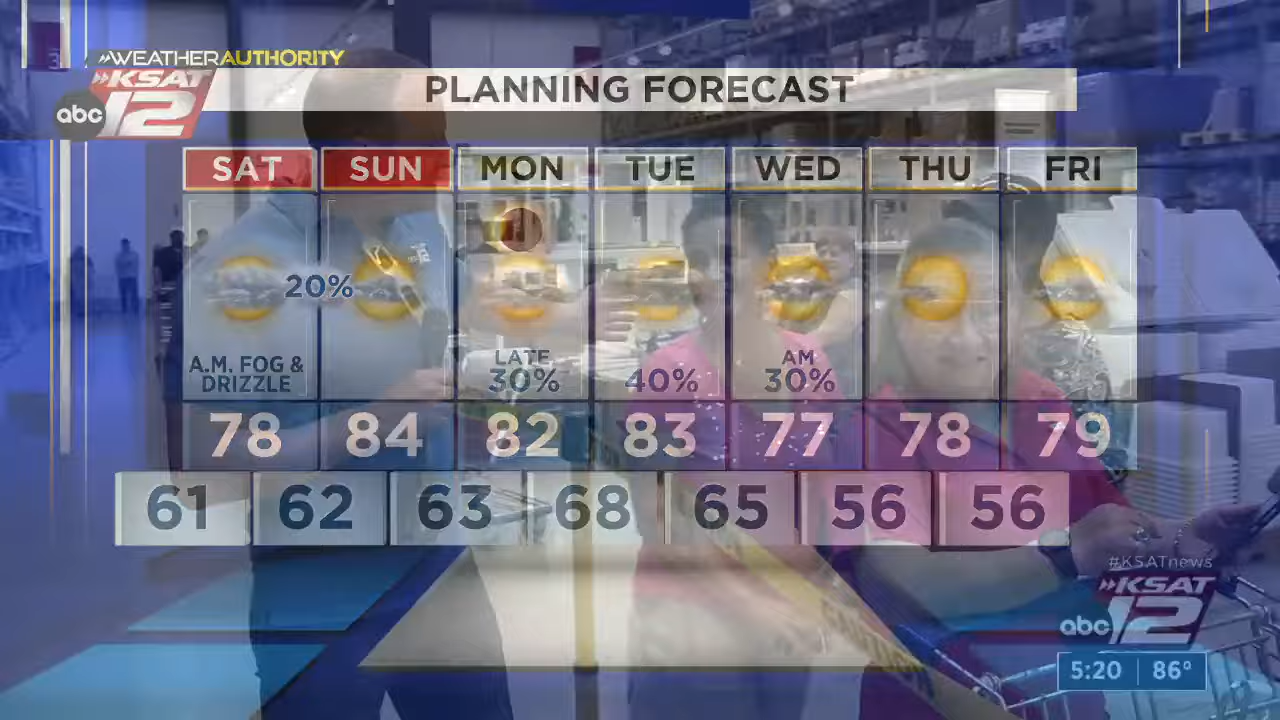 »WEATHERAUTHORITY
»KSAT
abc 12
PLANNING FORECAST
SAT SUN MON TUE WED THU FRI
20%
A.M. FOG &
DRIZZLE
LATE
30%
40%
AM
30%
78 84 82 83 77 78 79
61 62 63 68 65 56 56
#KSATnews
»KSAT
abc 12
5:20 86º